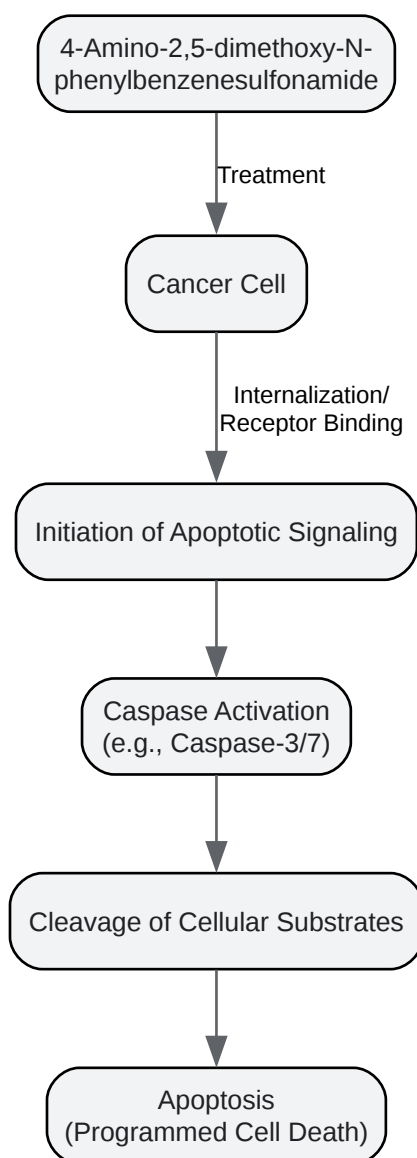 4-Amino-2,5-dimethoxy-N-
phenylbenzenesulfonamide
Treatment
Cancer Cell
Internalization/
Receptor Binding
Initiation of Apoptotic Signaling
Caspase Activation
(e.g., Caspase-3/7)
Cleavage of Cellular Substrates
Apoptosis
(Programmed Cell Death)